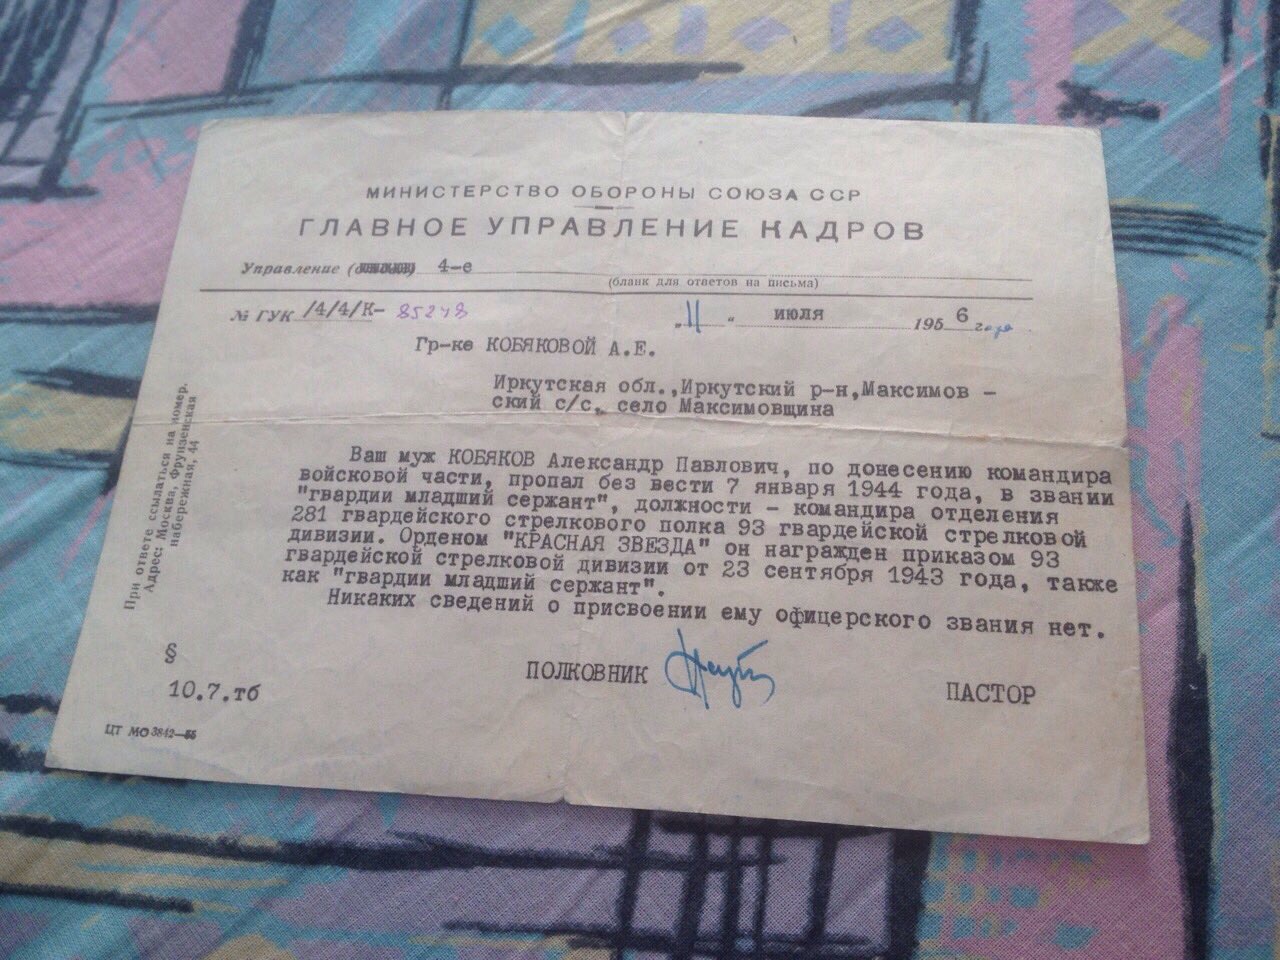 МИНИСТЕРСТВО ОБОРОНЫ СОЮЗА ССР
ГЛАВНОЕ УПРАВЛЕНИЕ КАДРОВ
Управление 4-е
(бланк для ответов на письма)
№ ГУК /4/4/К- 85248
„11“ июля 1956 года
Гр-ке КОБЯКОВОЙ А.Е.
Иркутская обл.,Иркутский р-н,Максимов -
ский с/с, село Максимовщина
При ответе ссылаться на номер.
Адрес: Москва, Фрунзенская
набережная, 44
Ваш муж КОБЯКОВ Александр Павлович, по донесению командира
войсковой части, пропал без вести 7 января 1944 года, в звании
"гвардии младший сержант", должности - командира отделения
281 гвардейского стрелкового полка 93 гвардейской стрелковой
дивизии. Орденом "КРАСНАЯ ЗВЕЗДА" он награжден приказом 93
гвардейской стрелковой дивизии от 23 сентября 1943 года, также
как "гвардии младший сержант".
Никаких сведений о присвоении ему офицерского звания нет.
§
ПОЛКОВНИК ПАСТОР
10.7.тб
ЦТ МО 3842—55